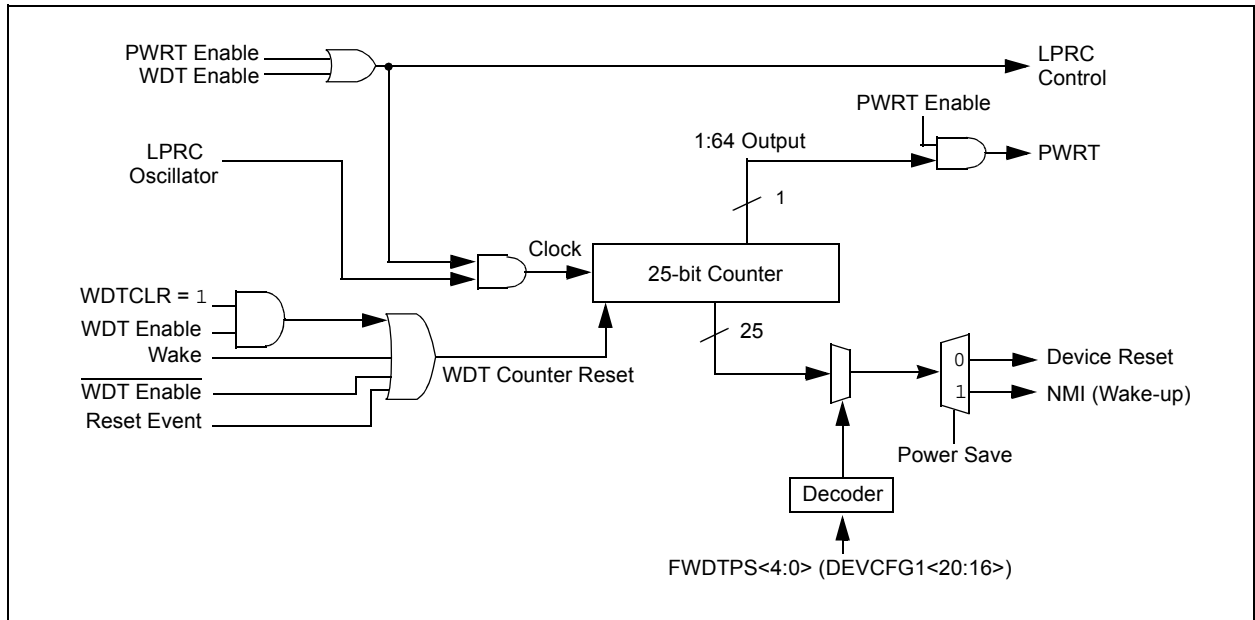 PWRT Enable
WDT Enable
LPRC
Control
PWRT Enable
1:64 Output
LPRC
Oscillator
PWRT
1
Clock
25-bit Counter
WDTCLR = 1
WDT Enable
Wake
WDT Enable
Reset Event
WDT Counter Reset
25
0
1
Device Reset
NMI (Wake-up)
Power Save
Decoder
FWDTPS<4:0> (DEVCFG1<20:16>)